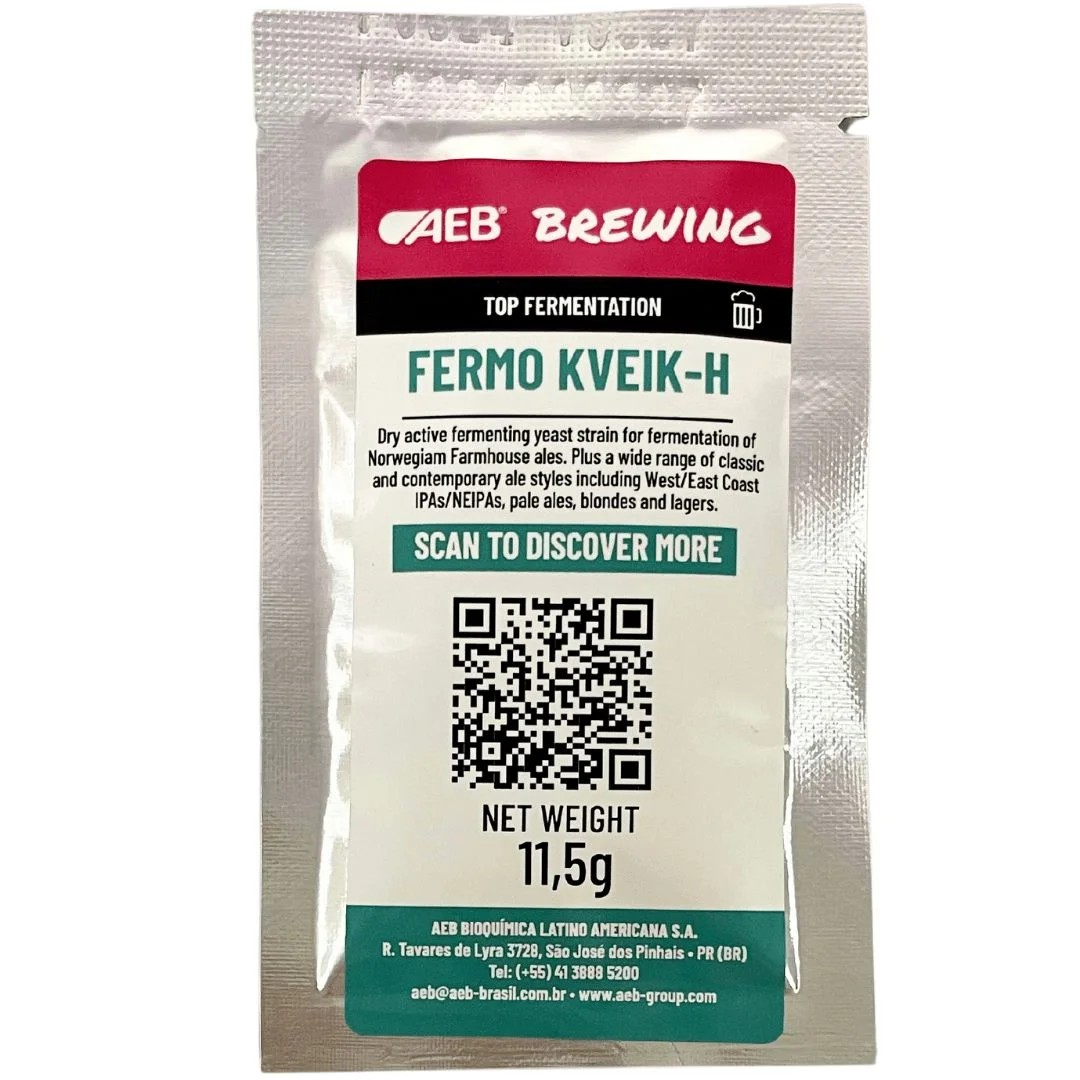 AEB® BREWING
TOP FERMENTATION
FERMO KVEIK-H
Dry active fermenting yeast strain for fermentation of
Norwegiam Farmhouse ales. Plus a wide range of classic
and contemporary ale styles including West/East Coast
IPAs/NEIPAs, pale ales, blondes and lagers.
SCAN TO DISCOVER MORE
NET WEIGHT
11,5g
AEB BIOQUÍMICA LATINO AMERICANA S.A.
R. Tavares de Lyra 3728, São José dos Pinhais • PR (BR)
Tel: (+55) 41 3888 5200
aeb@aeb-brasil.com.br • www.aeb-group.com